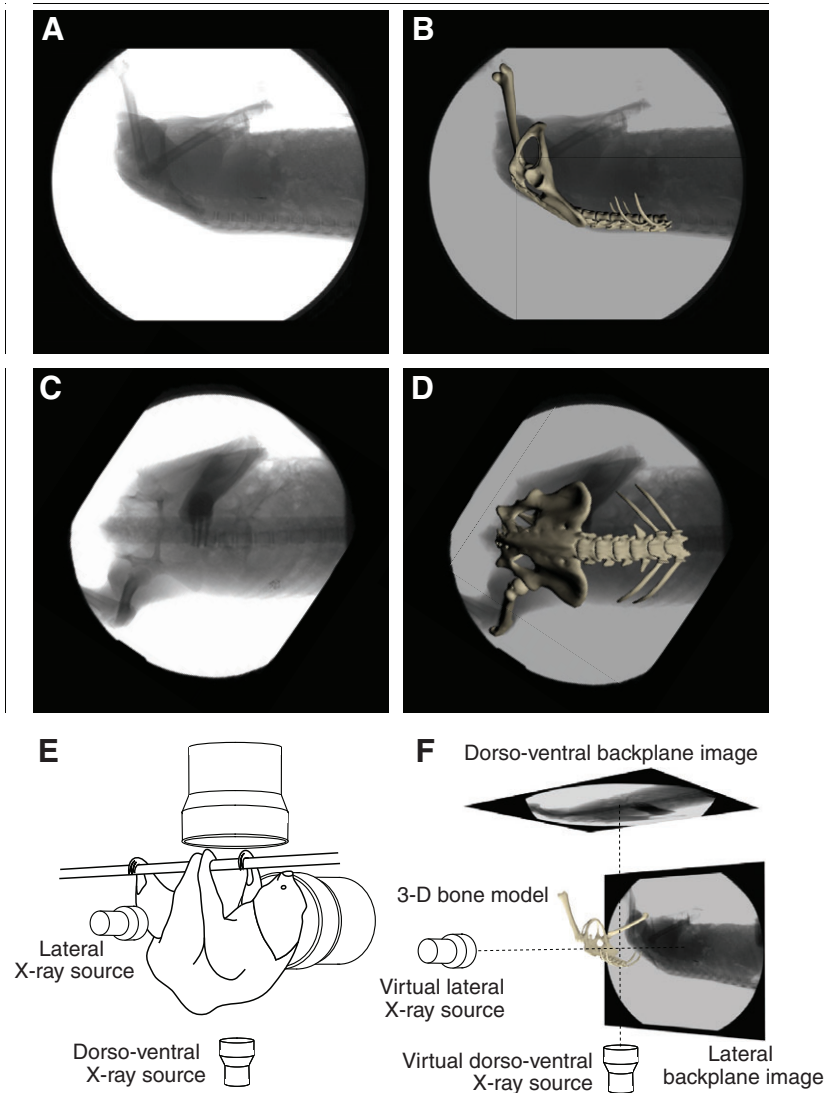 A
B
C
D
E
F
Dorso-ventral backplane image
3-D bone model
Lateral
X-ray source
Virtual lateral
X-ray source
Dorso-ventral
X-ray source
Virtual dorso-ventral
X-ray source
Lateral
backplane image